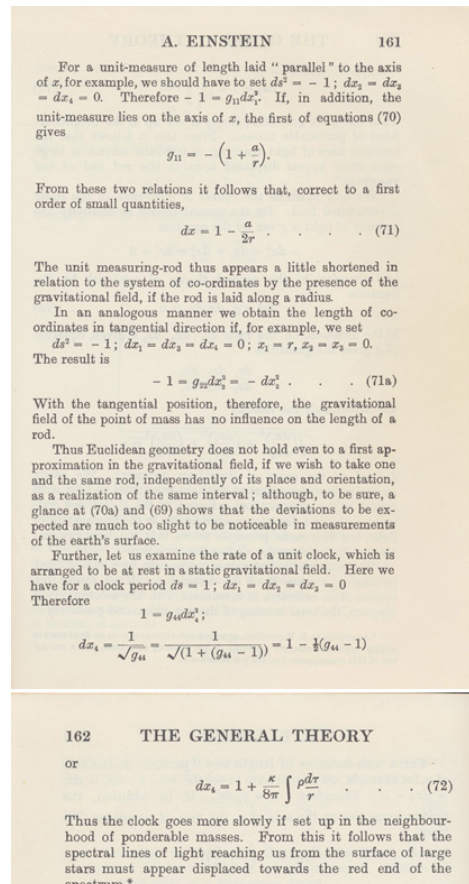 A. EINSTEIN 161
For a unit-measure of length laid "parallel" to the axis
of x, for example, we should have to set ds² = − 1; dx₂ = dx₃
= dx₄ = 0. Therefore − 1 = g₁₁dx₁². If, in addition, the
unit-measure lies on the axis of x, the first of equations (70)
gives
g₁₁ = − (1 + a/r).
From these two relations it follows that, correct to a first
order of small quantities,
dx = 1 − a/2r . . . . (71)
The unit measuring-rod thus appears a little shortened in
relation to the system of co-ordinates by the presence of the
gravitational field, if the rod is laid along a radius.
In an analogous manner we obtain the length of co-
ordinates in tangential direction if, for example, we set
ds² = − 1; dx₁ = dx₃ = dx₄ = 0; x₁ = r, x₂ = x₃ = 0.
The result is
− 1 = g₂₂dx₂² = − dx₂² . . . (71a)
With the tangential position, therefore, the gravitational
field of the point of mass has no influence on the length of a
rod.
Thus Euclidean geometry does not hold even to a first ap-
proximation in the gravitational field, if we wish to take one
and the same rod, independently of its place and orientation,
as a realization of the same interval; although, to be sure, a
glance at (70a) and (69) shows that the deviations to be ex-
pected are much too slight to be noticeable in measurements
of the earth's surface.
Further, let us examine the rate of a unit clock, which is
arranged to be at rest in a static gravitational field. Here we
have for a clock period ds = 1; dx₁ = dx₂ = dx₃ = 0
Therefore
1 = g₄₄dx₄²;
dx₄ = 1/√g₄₄ = 1/√(1 + (g₄₄ − 1)) = 1 − ½(g₄₄ − 1)
162 THE GENERAL THEORY
or
dx₄ = 1 + κ/8π ∫ ρdτ/r . . . . (72)
Thus the clock goes more slowly if set up in the neighbour-
hood of ponderable masses. From this it follows that the
spectral lines of light reaching us from the surface of large
stars must appear displaced towards the red end of the
spectrum.*